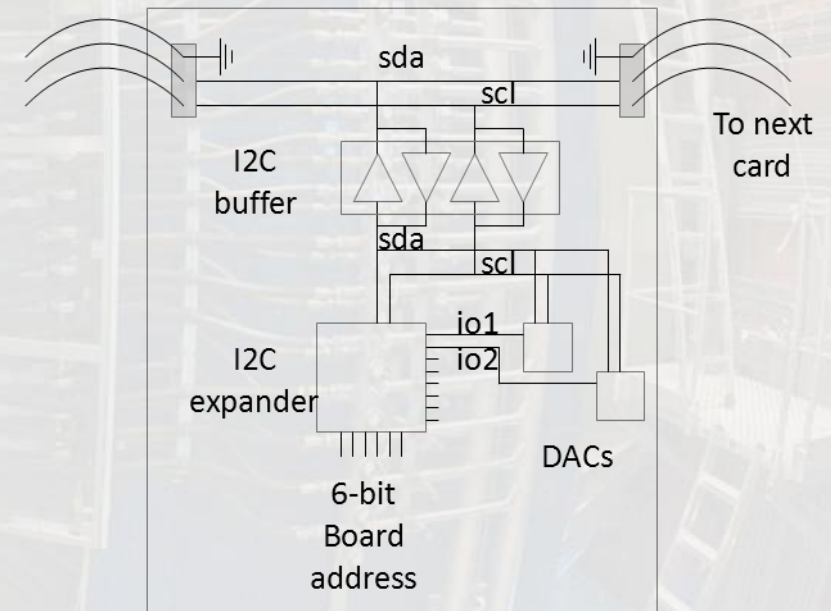 sda
scl
To next
card
I2C
buffer
sda
scl
io1
io2
I2C
expander
DACs
6-bit
Board
address